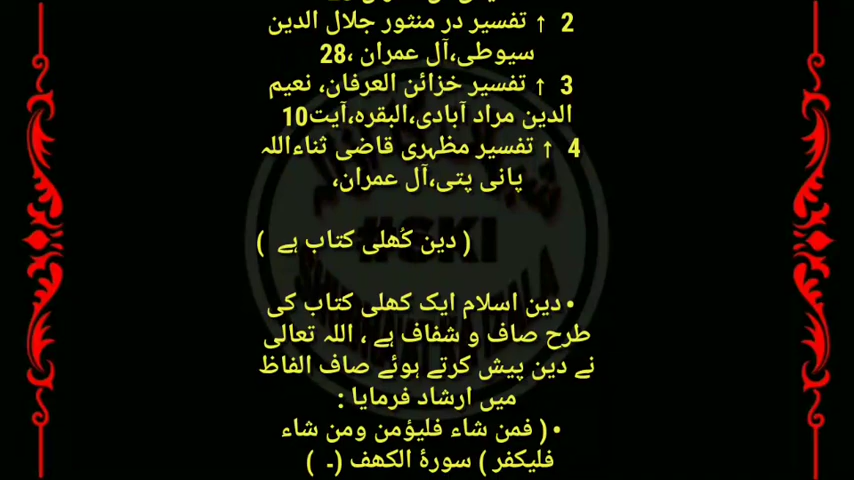 2 ↑ تفسیر در منثور جلال الدین
سیوطی،آل عمران ،28
3 ↑ تفسیر خزائن العرفان، نعیم
الدین مراد آبادی،البقرہ،آیت10
4 ↑ تفسیر مظہری قاضی ثناءاللہ
پانی پتی،آل عمران،
( دین کُھلی کتاب ہے )
•دین اسلام ایک کھلی کتاب کی
طرح صاف و شفاف ہے ، اللہ تعالی
نے دین پیش کرتے ہوئے صاف الفاظ
میں ارشاد فرمایا :
•( فمن شاء فلیؤمن ومن شاء
فلیکفر ) سورۂ الکھف (۔ )
#SKI